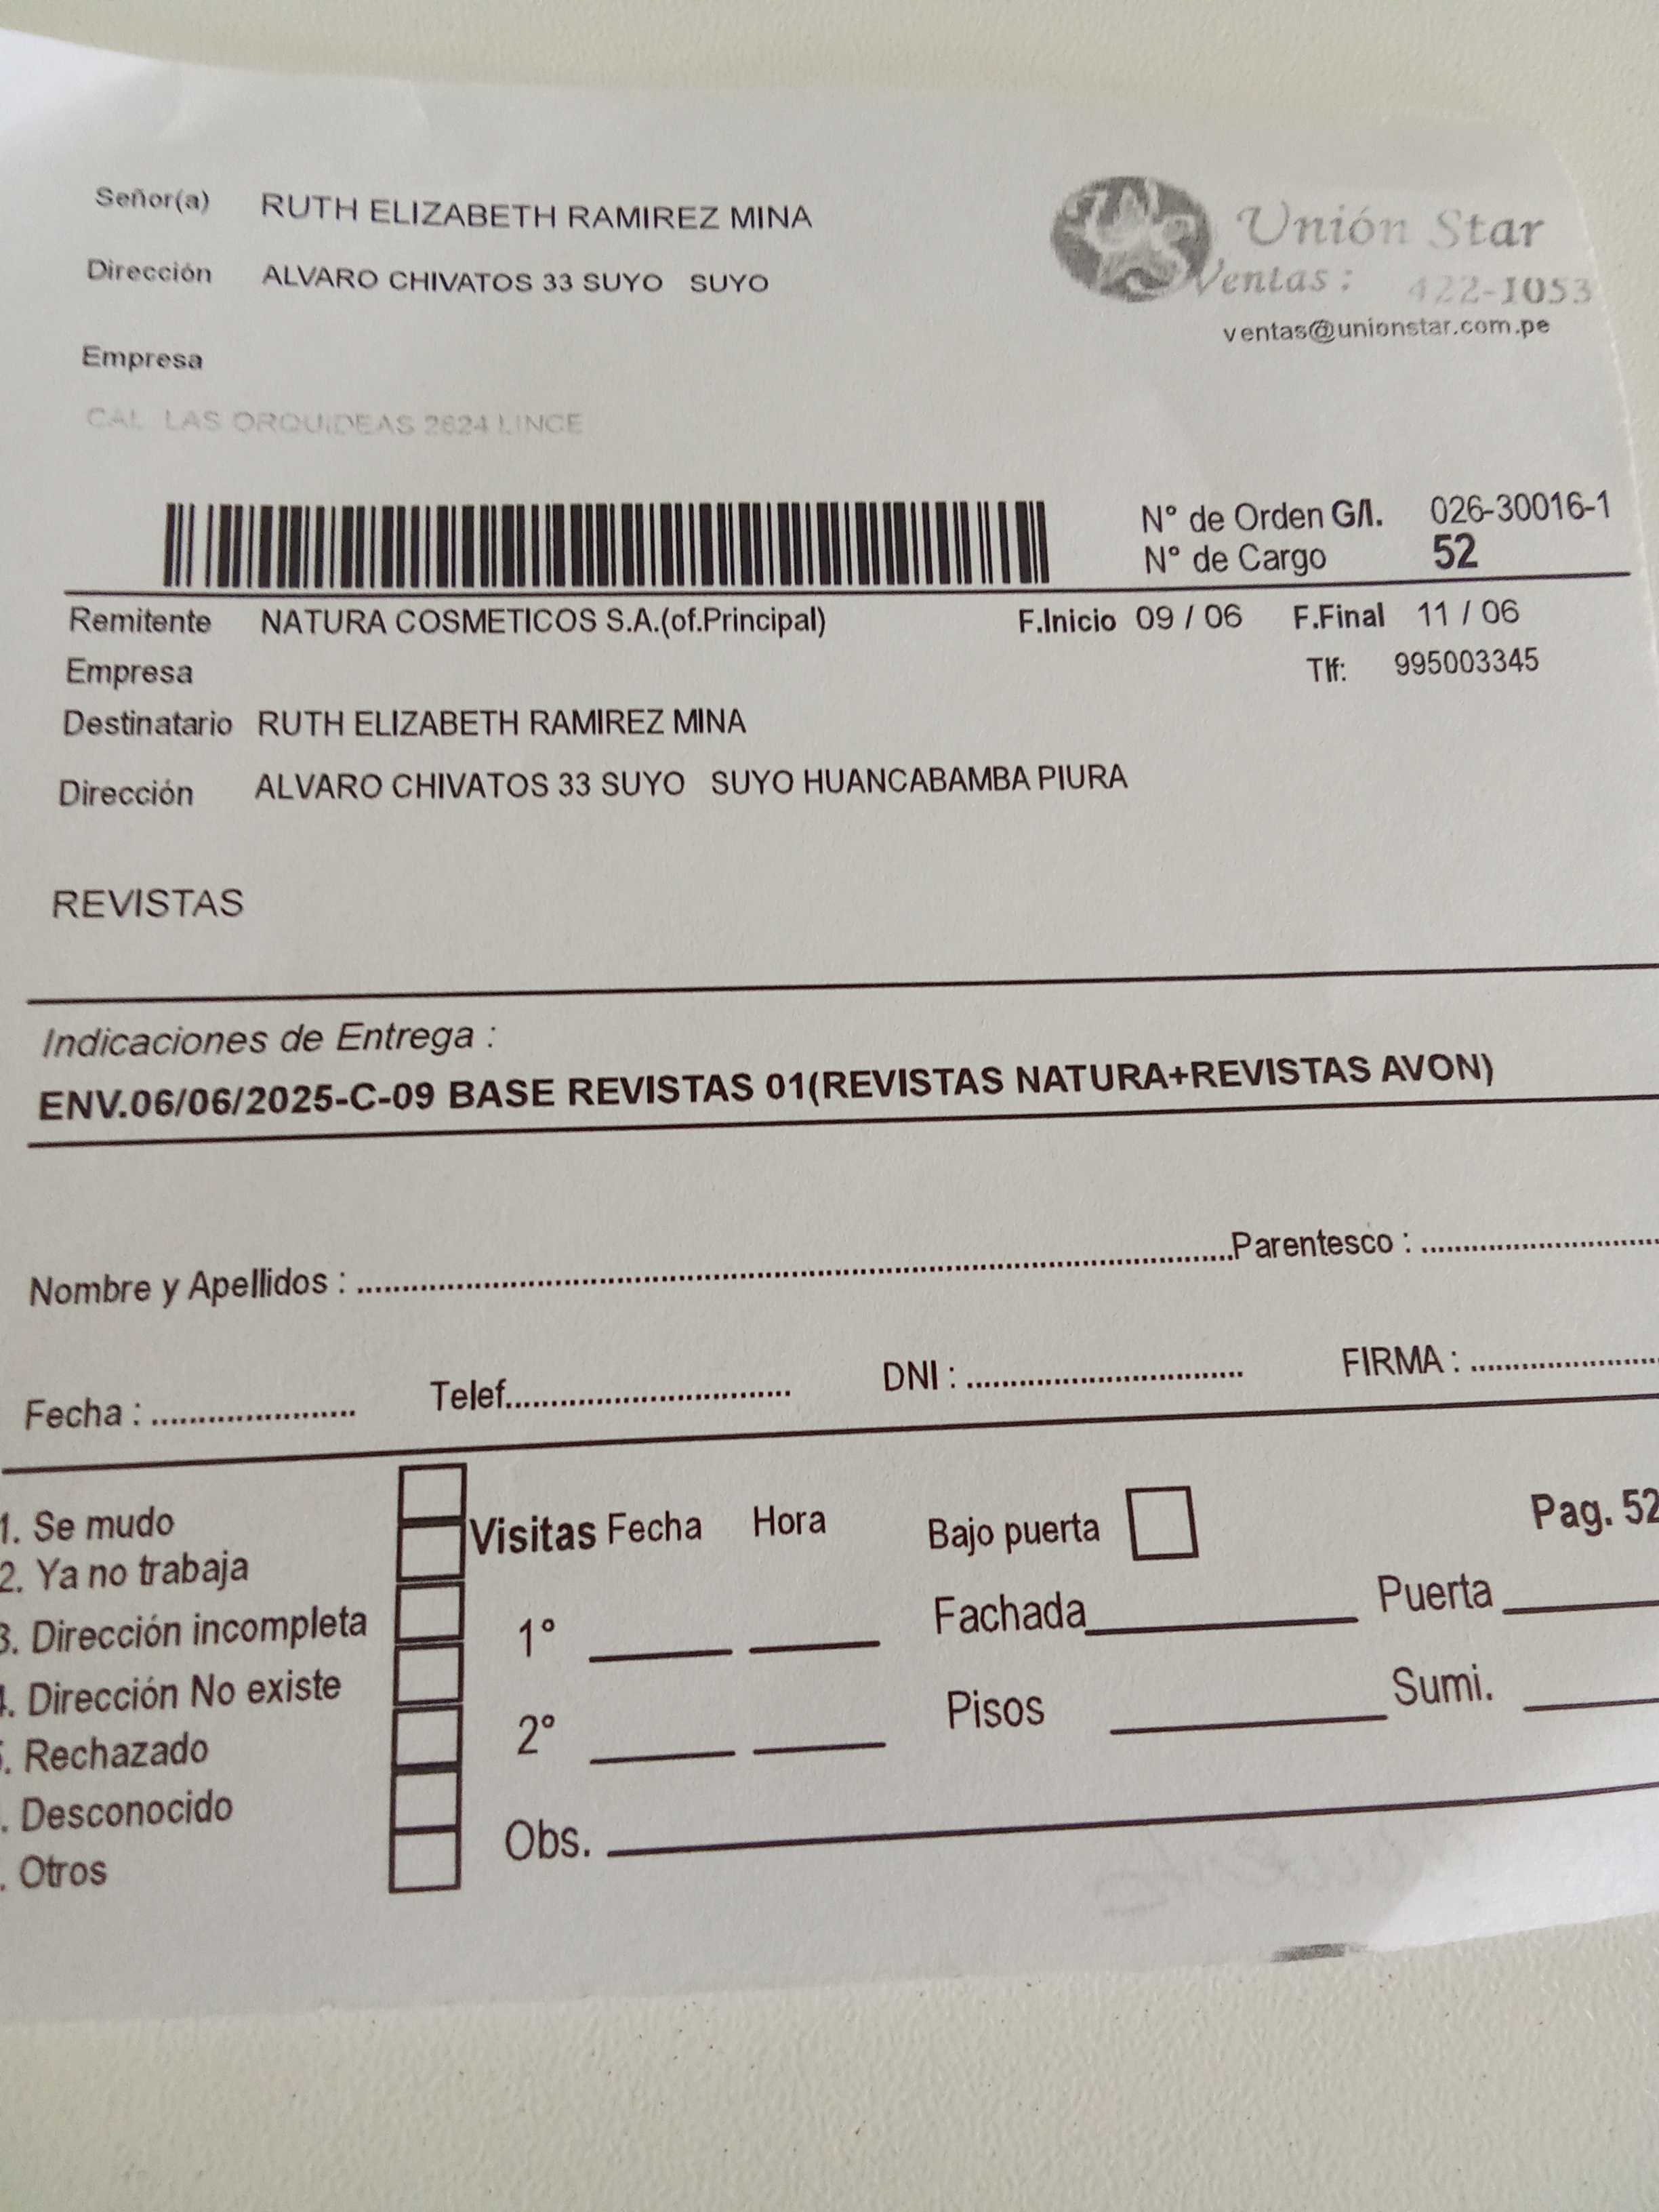 Señor(a) RUTH ELIZABETH RAMIREZ MINA
Unión Star
Dirección ALVARO CHIVATOS 33 SUYO SUYO
Ventas: 422-1053
ventas@unionstar.com.pe
Empresa
CAL LAS ORQUIDEAS 2624 LINCE
N° de Orden G/I. 026-30016-1
N° de Cargo 52
Remitente NATURA COSMETICOS S.A.(of.Principal) F.Inicio 09 / 06 F.Final 11 / 06
Empresa Tlf: 995003345
Destinatario RUTH ELIZABETH RAMIREZ MINA
Dirección ALVARO CHIVATOS 33 SUYO SUYO HUANCABAMBA PIURA
REVISTAS
Indicaciones de Entrega :
ENV.06/06/2025-C-09 BASE REVISTAS 01(REVISTAS NATURA+REVISTAS AVON)
Nombre y Apellidos : Parentesco :
Fecha : Telef. DNI : FIRMA :
1. Se mudo
Visitas Fecha Hora Bajo puerta Pag. 52
2. Ya no trabaja
3. Dirección incompleta 1° Fachada Puerta
4. Dirección No existe
5. Rechazado 2° Pisos Sumi.
. Desconocido
. Otros Obs.